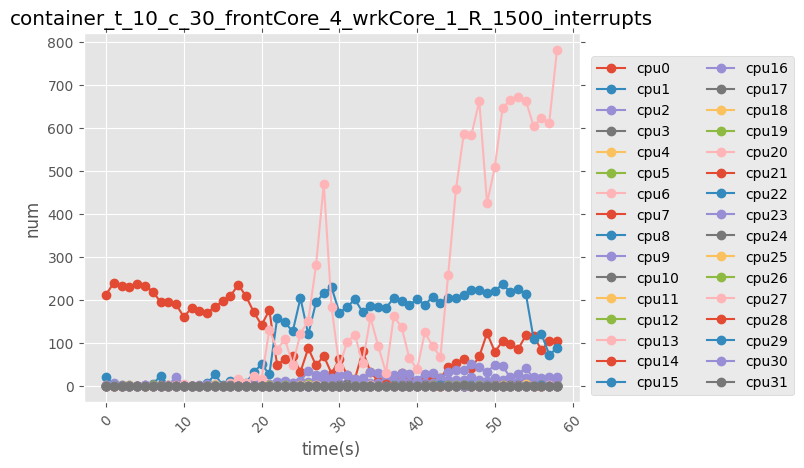 container_t_10_c_30_frontCore_4_wrkCore_1_R_1500_interrupts
800
700
600
500
400
300
200
100
0
num
0
10
20
30
40
50
60
time(s)
cpu0
cpu1
cpu2
cpu3
cpu4
cpu5
cpu6
cpu7
cpu8
cpu9
cpu10
cpu11
cpu12
cpu13
cpu14
cpu15
cpu16
cpu17
cpu18
cpu19
cpu20
cpu21
cpu22
cpu23
cpu24
cpu25
cpu26
cpu27
cpu28
cpu29
cpu30
cpu31